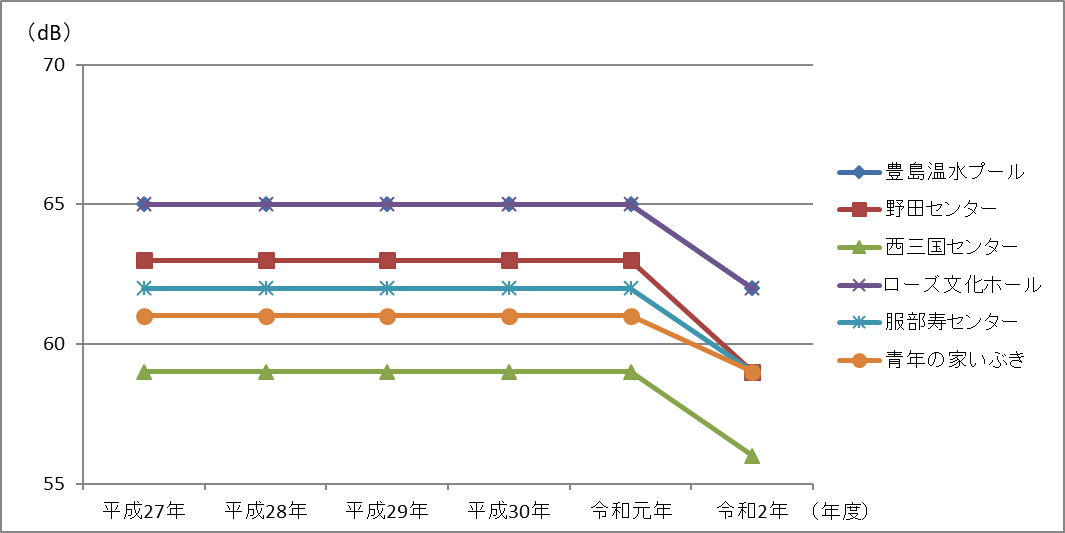 （dB）
70
65
60
55
平成27年 平成28年 平成29年 平成30年 令和元年 令和2年 （年度）
豊島温水プール
野田センター
西三国センター
ローズ文化ホール
服部寿センター
青年の家いぶき